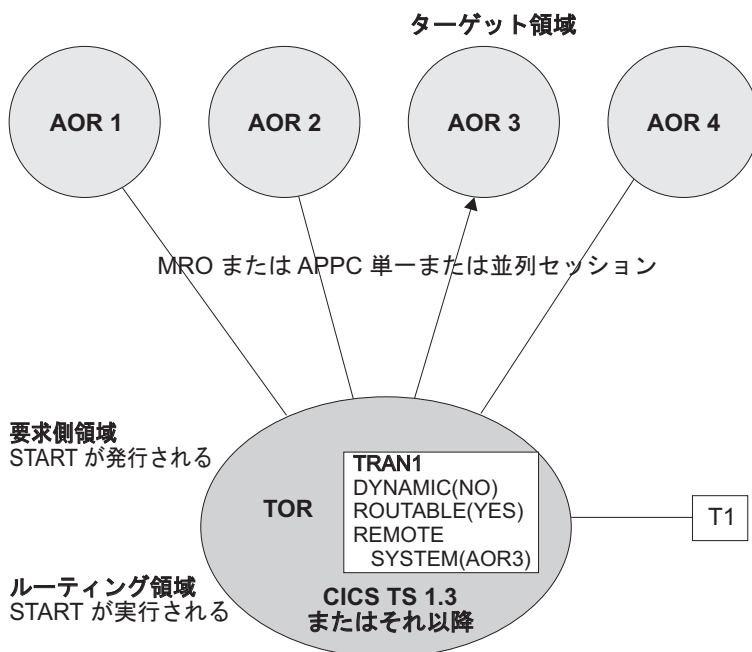 ターゲット領域
AOR 1
AOR 2
AOR 3
AOR 4
MRO または APPC 単一または並列セッション
要求側領域
START が発行される
TOR
TRAN1
DYNAMIC(NO)
ROUTABLE(YES)
REMOTE
SYSTEM(AOR3)
T1
ルーティング領域
START が実行される
CICS TS 1.3
またはそれ以降